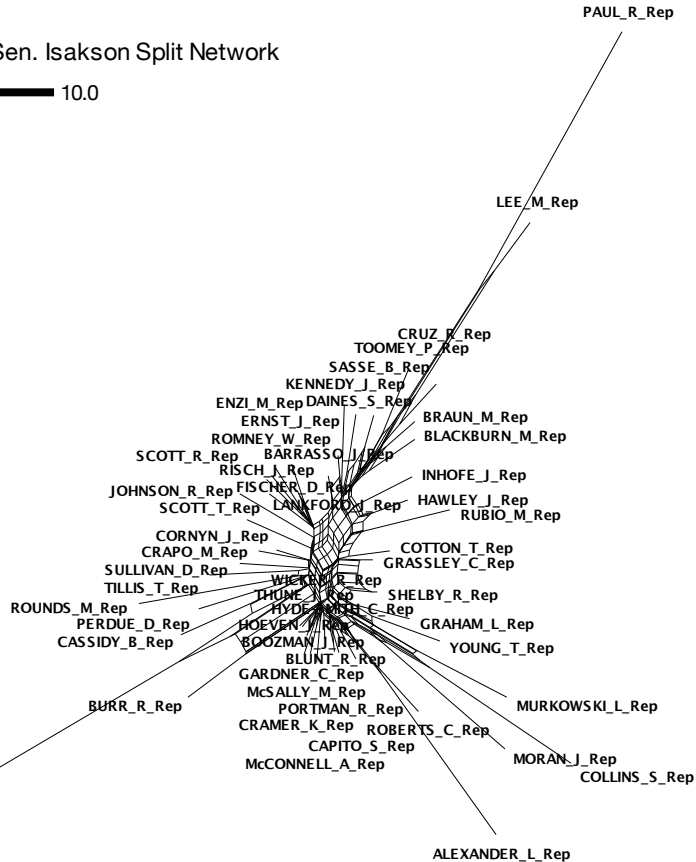 PAUL_R_Rep
Sen. Isakson Split Network
10.0
LEE_M_Rep
CRUZ_R_Rep
TOOMEY_P_Rep
SASSE_B_Rep
KENNEDY_J_Rep
ENZI_M_Rep DAINES_S_Rep
ERNST_J_Rep BRAUN_M_Rep
ROMNEY_W_Rep BLACKBURN_M_Rep
SCOTT_R_Rep BARRASSO_J_Rep
RISCH_J_Rep INHOFE_J_Rep
JOHNSON_R_Rep FISCHER_D_Rep
SCOTT_T_Rep LANKFORD_J_Rep HAWLEY_J_Rep
RUBIO_M_Rep
CORNYN_J_Rep
CRAPO_M_Rep COTTON_T_Rep
SULLIVAN_D_Rep GRASSLEY_C_Rep
TILLIS_T_Rep WICKER_R_Rep
THUNE_J_Rep SHELBY_R_Rep
ROUNDS_M_Rep HYDE-SMITH_C_Rep
PERDUE_D_Rep HOEVEN_J_Rep GRAHAM_L_Rep
CASSIDY_B_Rep BOOZMAN_J_Rep YOUNG_T_Rep
BLUNT_R_Rep
GARDNER_C_Rep
McSALLY_M_Rep
BURR_R_Rep PORTMAN_R_Rep MURKOWSKI_L_Rep
CRAMER_K_Rep ROBERTS_C_Rep
CAPITO_S_Rep
McCONNELL_A_Rep MORAN_J_Rep
COLLINS_S_Rep
ALEXANDER_L_Rep